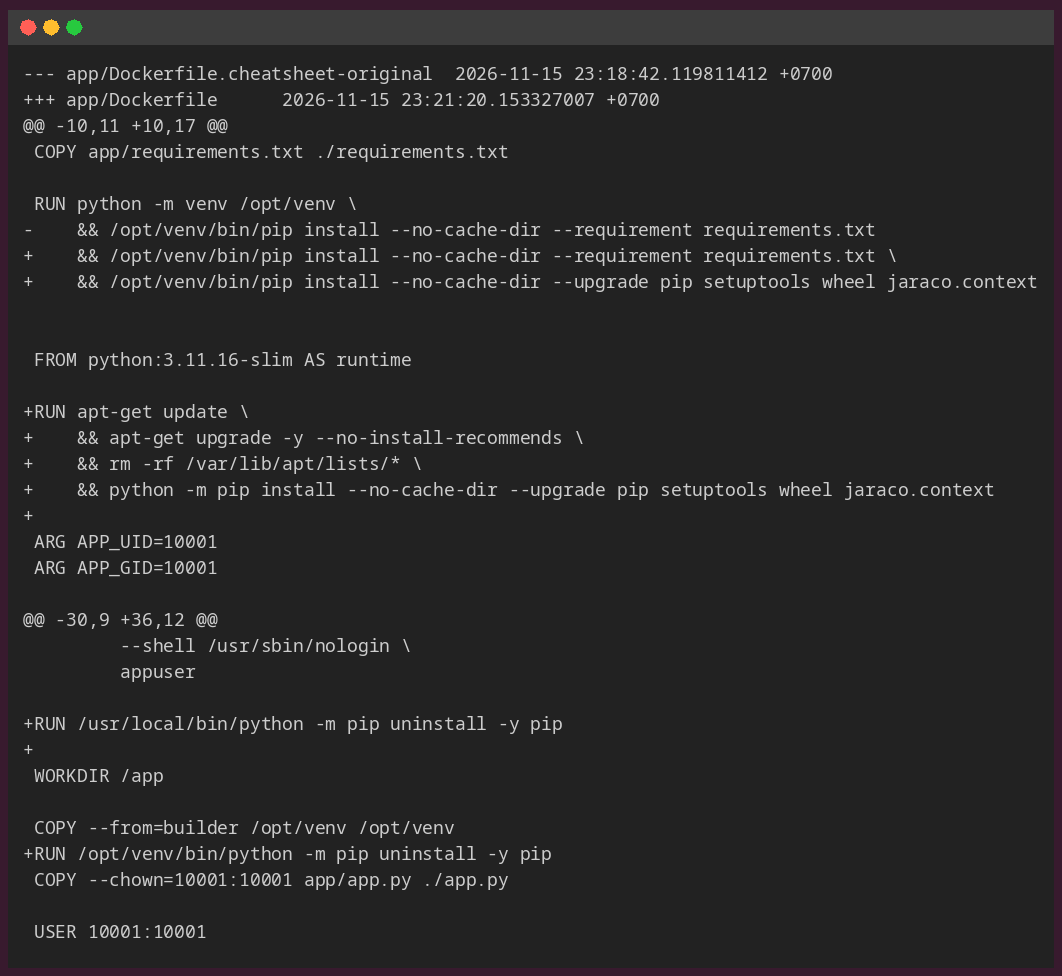 --- app/Dockerfile.cheatsheet-original  2026-11-15 23:18:42.119811412 +0700
+++ app/Dockerfile      2026-11-15 23:21:20.153327007 +0700
@@ -10,11 +10,17 @@
 COPY app/requirements.txt ./requirements.txt

 RUN python -m venv /opt/venv \
-    && /opt/venv/bin/pip install --no-cache-dir --requirement requirements.txt
+    && /opt/venv/bin/pip install --no-cache-dir --requirement requirements.txt \
+    && /opt/venv/bin/pip install --no-cache-dir --upgrade pip setuptools wheel jaraco.context


 FROM python:3.11.16-slim AS runtime

+RUN apt-get update \
+    && apt-get upgrade -y --no-install-recommends \
+    && rm -rf /var/lib/apt/lists/* \
+    && python -m pip install --no-cache-dir --upgrade pip setuptools wheel jaraco.context
+
 ARG APP_UID=10001
 ARG APP_GID=10001

@@ -30,9 +36,12 @@
         --shell /usr/sbin/nologin \
         appuser

+RUN /usr/local/bin/python -m pip uninstall -y pip
+
 WORKDIR /app

 COPY --from=builder /opt/venv /opt/venv
+RUN /opt/venv/bin/python -m pip uninstall -y pip
 COPY --chown=10001:10001 app/app.py ./app.py

 USER 10001:10001